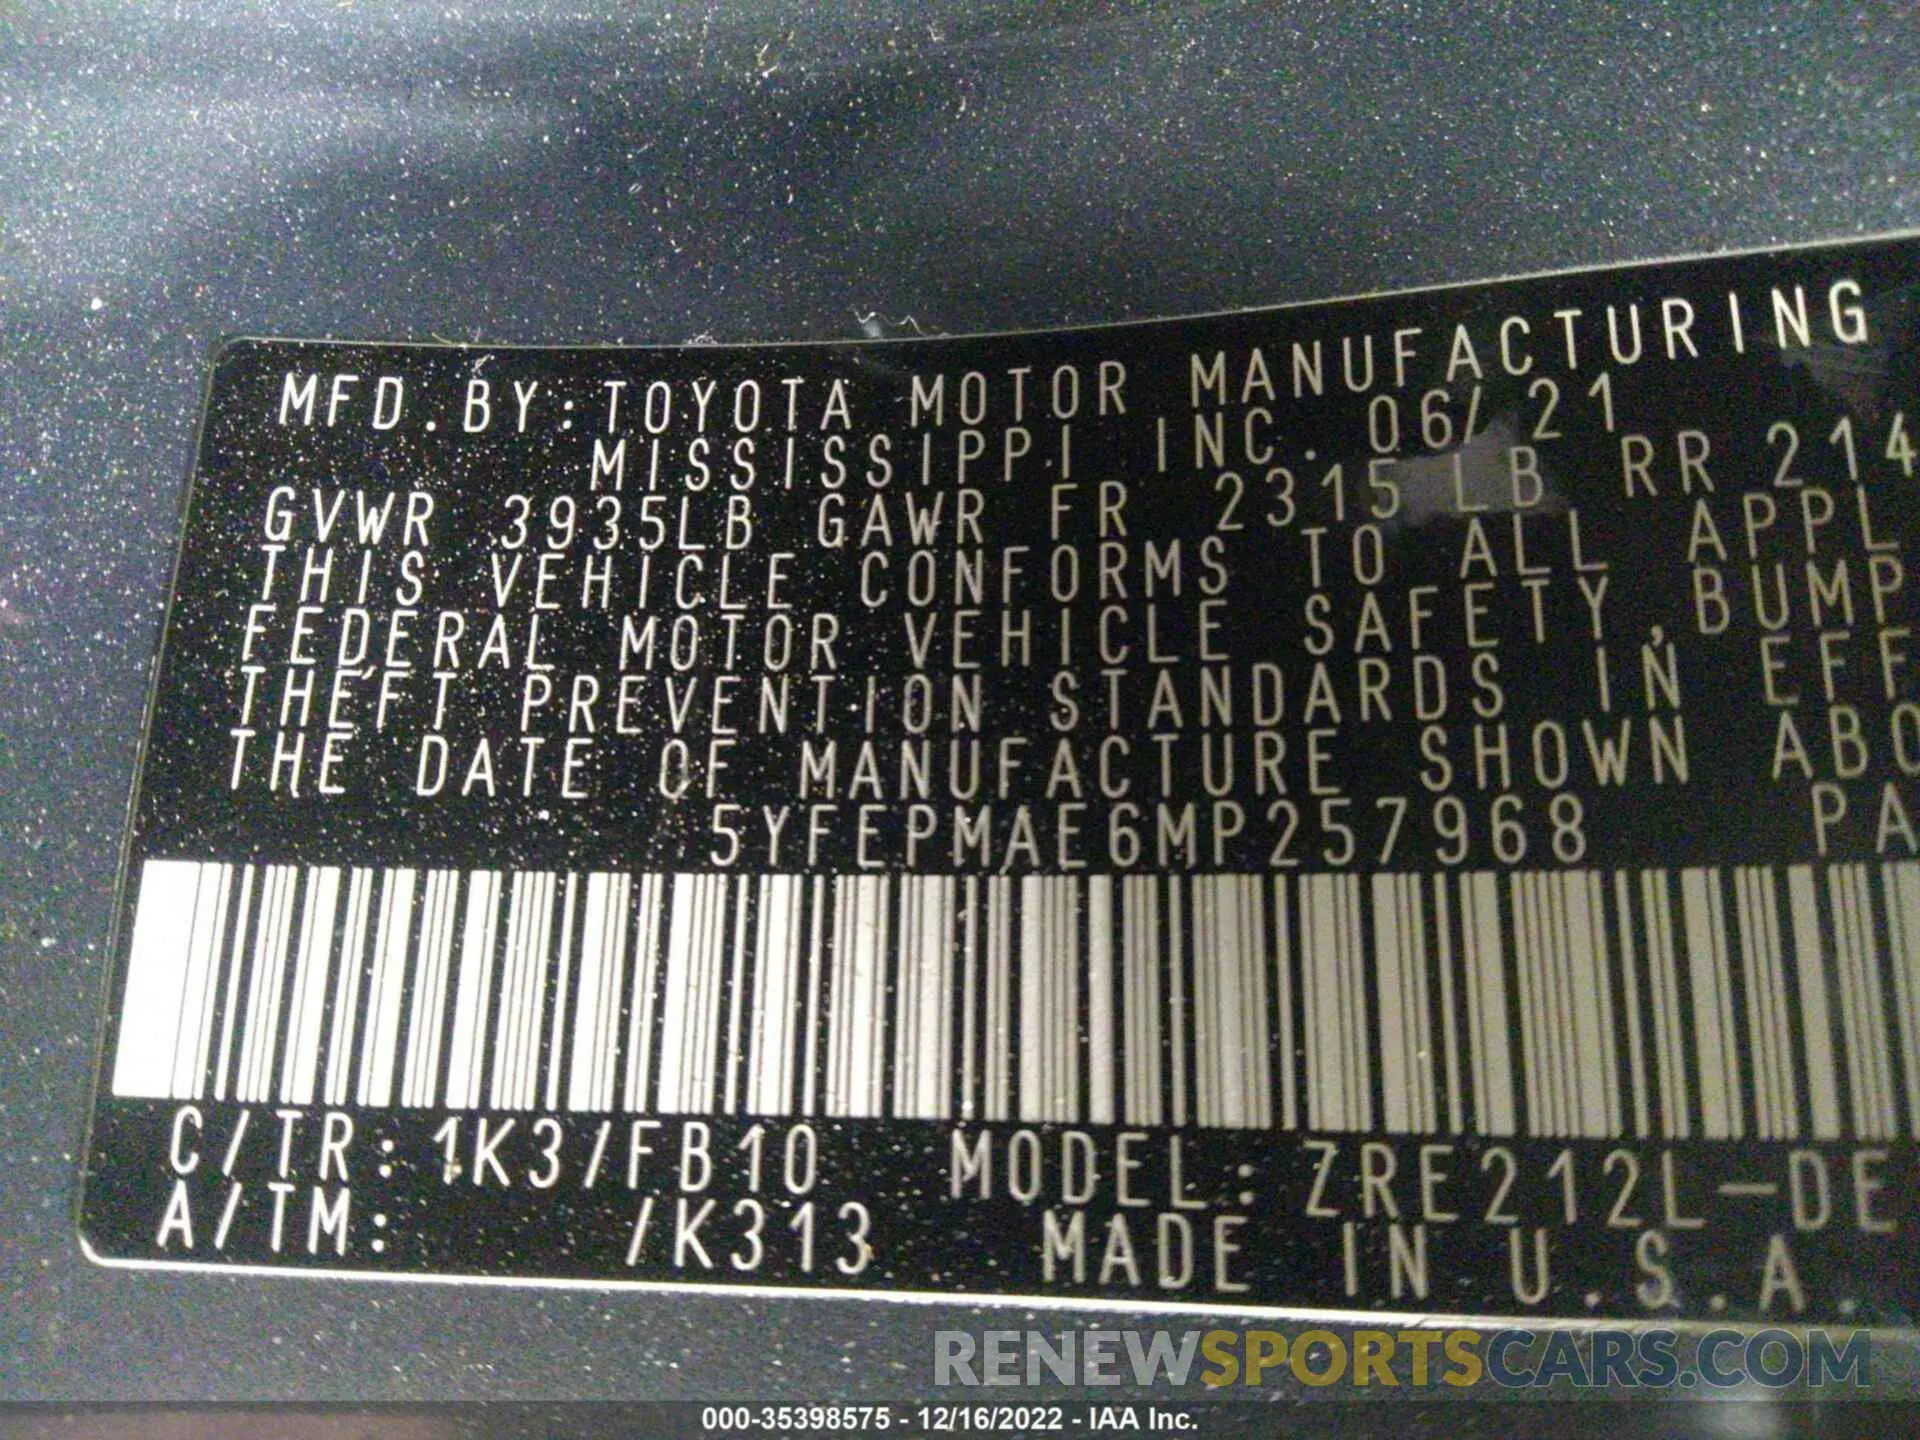 MFD.BY:TOYOTA MOTOR MANUFACTURING
MISSISSIPPI INC. 06/21
GVWR 3935LB GAWR FR 2315LB RR 214
THIS VEHICLE CONFORMS TO ALL APPL
FEDERAL MOTOR VEHICLE SAFETY,BUMP
THEFT PREVENTION STANDARDS IN EFF
THE DATE OF MANUFACTURE SHOWN ABO
5YFEPMAE6MP257968 PA
C/TR:1K3/FB10 MODEL:ZRE212L-DE
A/TM: /K313 MADE IN U.S.A.
RENEWSPORTSCARS.COM
000-35398575 - 12/16/2022 - IAA Inc.